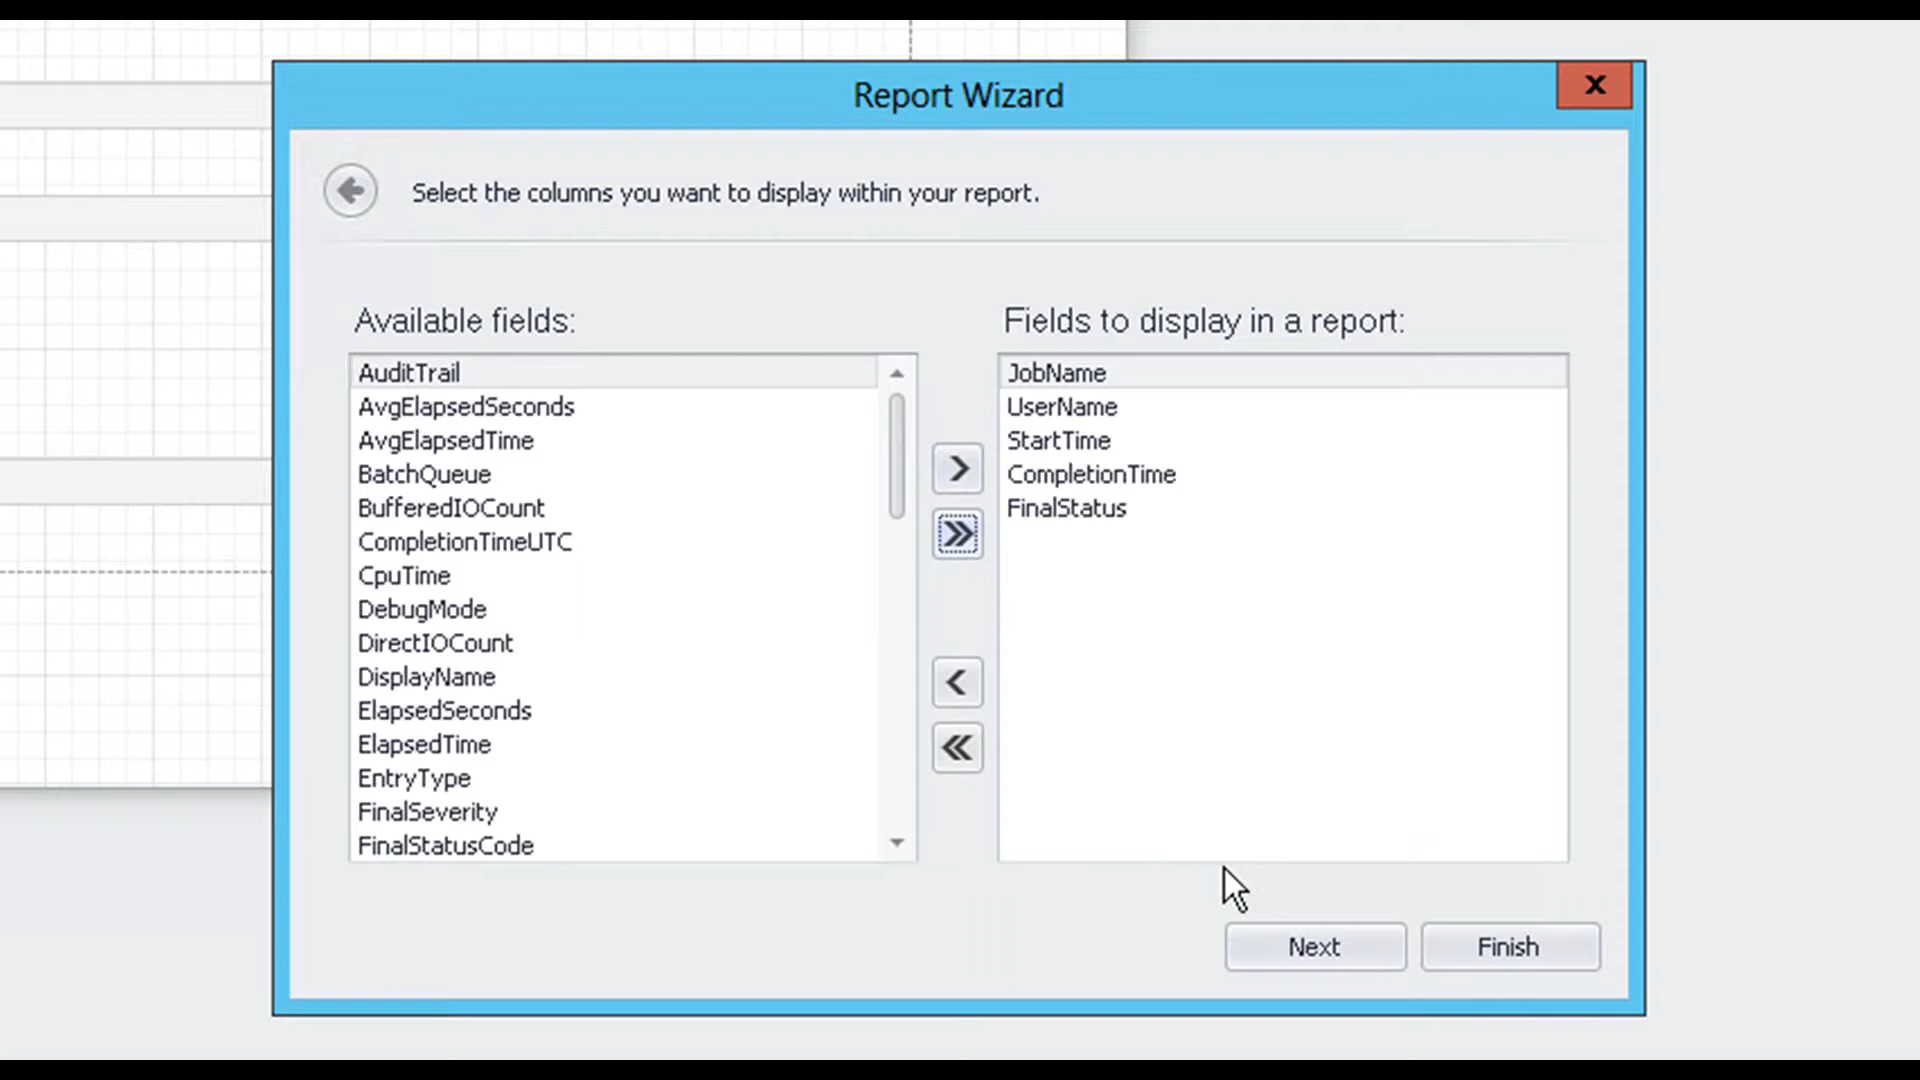 Report Wizard
x
Select the columns you want to display within your report.
Available fields:
AuditTrail
AvgElapsedSeconds
AvgElapsedTime
BatchQueue
BufferedIOCount
CompletionTimeUTC
CpuTime
DebugMode
DirectIOCount
DisplayName
ElapsedSeconds
ElapsedTime
EntryType
FinalSeverity
FinalStatusCode
Fields to display in a report:
JobName
UserName
StartTime
CompletionTime
FinalStatus
Next
Finish